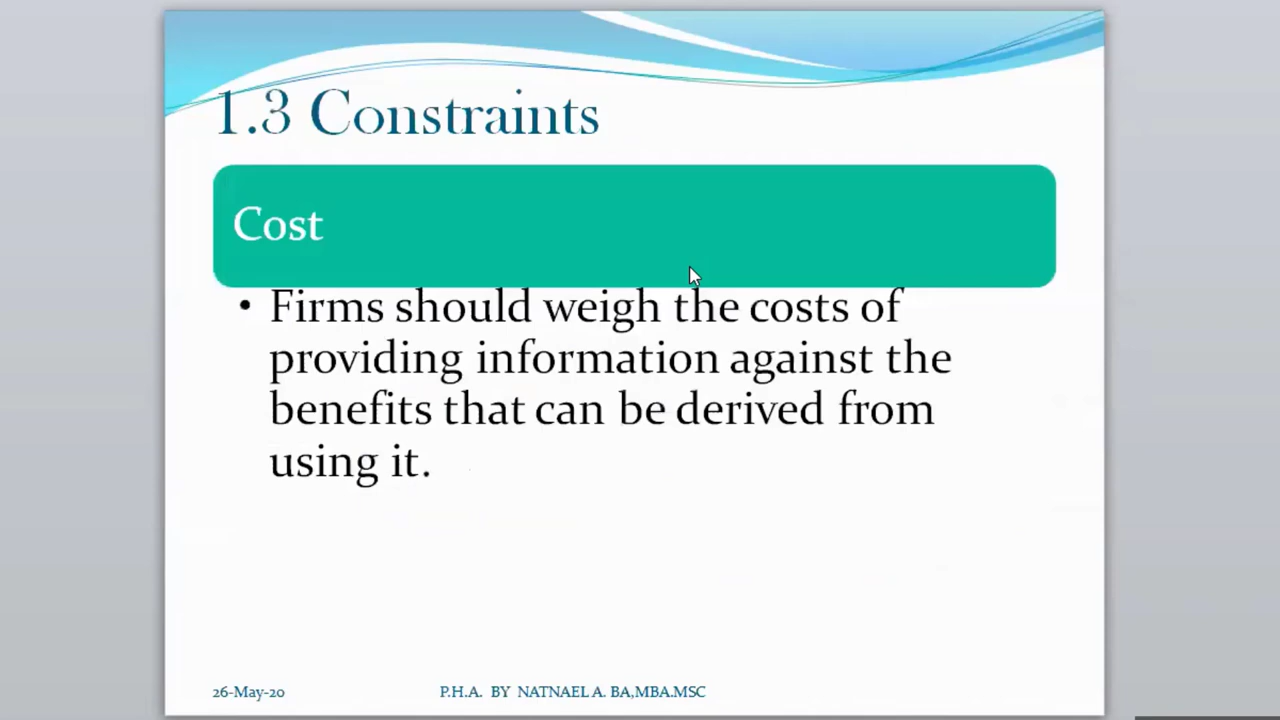 1.3 Constraints
Cost
• Firms should weigh the costs of
providing information against the
benefits that can be derived from
using it.
26-May-20
P.H.A. BY NATNAEL A. BA,MBA.MSC